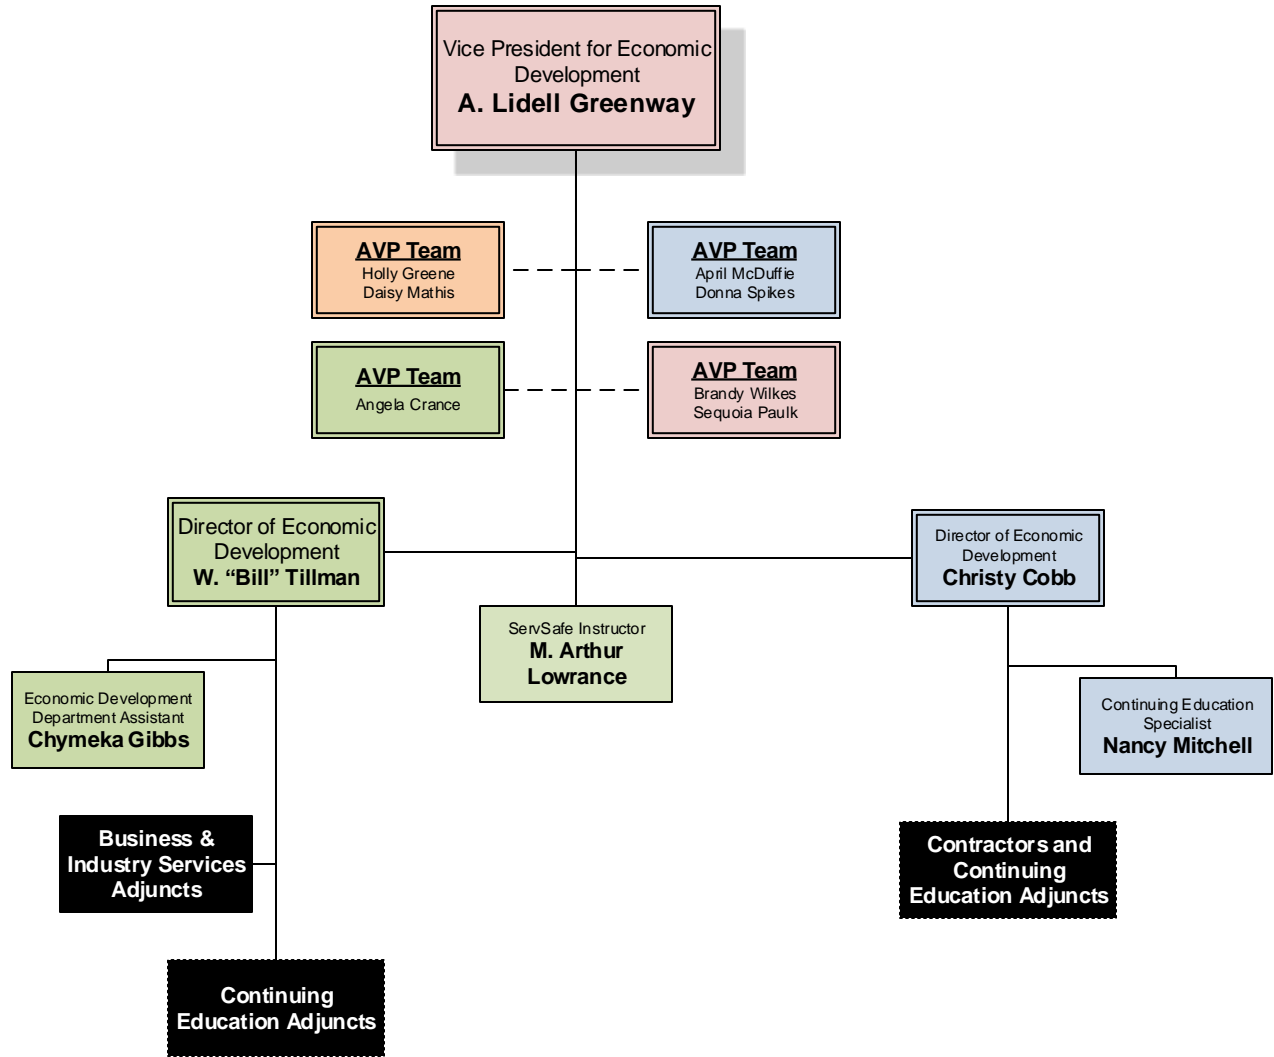 Vice President for Economic
Development
A. Lidell Greenway
AVP Team
Holly Greene
Daisy Mathis
AVP Team
April McDuffie
Donna Spikes
AVP Team
Angela Crance
AVP Team
Brandy Wilkes
Sequoia Paulk
Director of Economic
Development
W. “Bill” Tillman
Director of Economic
Development
Christy Cobb
ServSafe Instructor
M. Arthur
Lowrance
Economic Development
Department Assistant
Chymeka Gibbs
Continuing Education
Specialist
Nancy Mitchell
Business &
Industry Services
Adjuncts
Contractors and
Continuing
Education Adjuncts
Continuing
Education Adjuncts